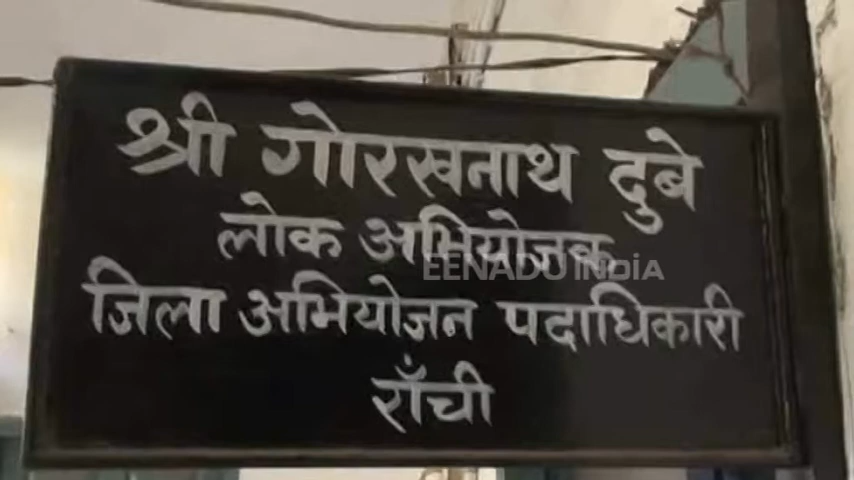 श्री गोरखनाथ दुबे
लोक अभियोजक
EENADU INDIA
जिला अभियोजन पदाधिकारी
राँची